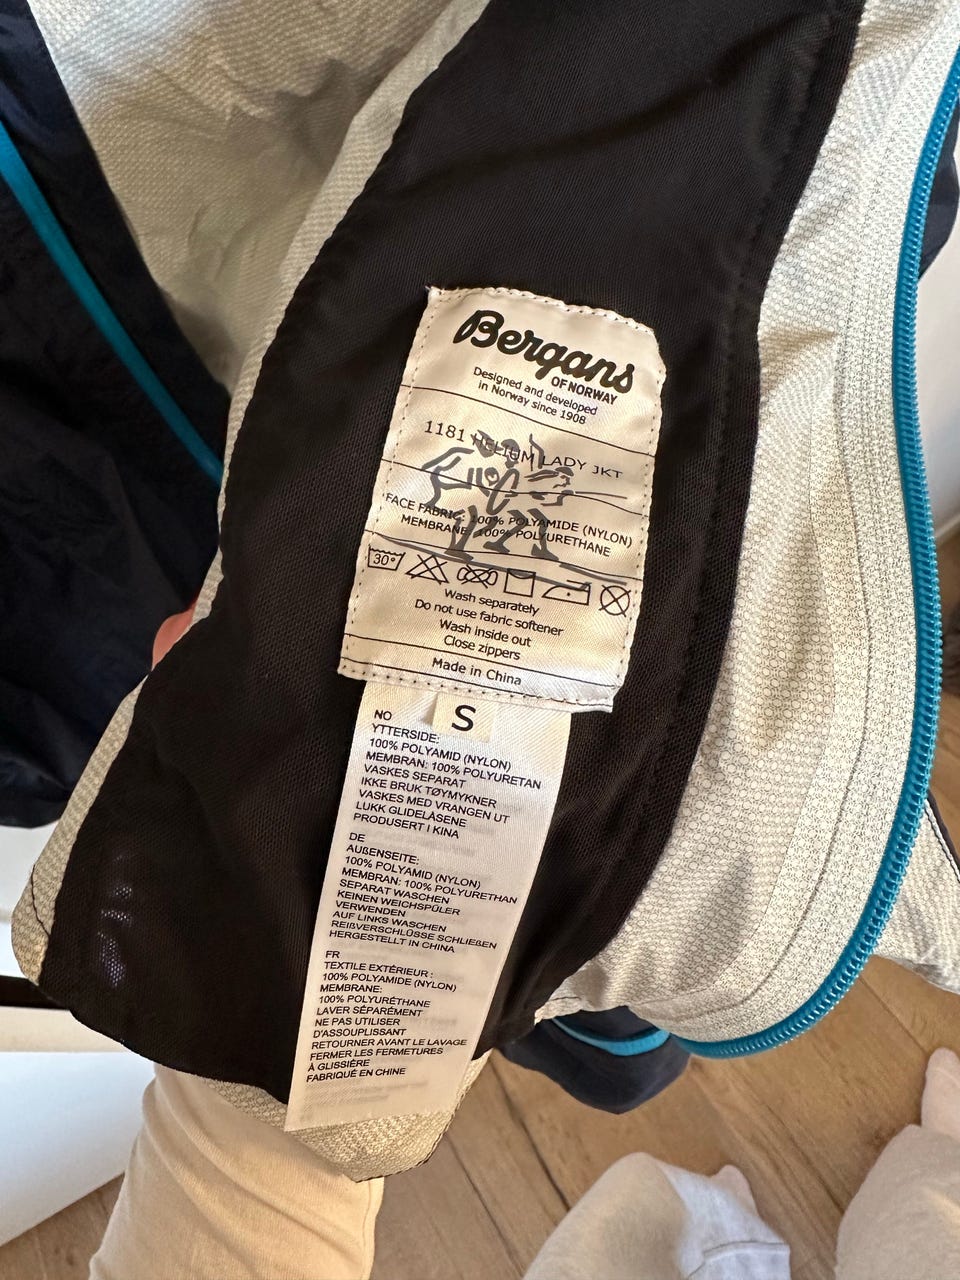 Bergans
OF NORWAY
Designed and developed
in Norway since 1908
1181 HELIUM LADY JKT
FACE FABRIC: 100% POLYAMIDE (NYLON)
MEMBRANE: 100% POLYURETHANE
30°
Wash separately
Do not use fabric softener
Wash inside out
Close zippers
Made in China
S
NO
YTTERSIDE:
100% POLYAMID (NYLON)
MEMBRAN: 100% POLYURETAN
VASKES SEPARAT
IKKE BRUK TØYMYKNER
VASKES MED VRANGEN UT
LUKK GLIDELÅSENE
PRODUSERT I KINA
DE
AUßENSEITE:
100% POLYAMID (NYLON)
MEMBRAN: 100% POLYURETHAN
SEPARAT WASCHEN
KEINEN WEICHSPÜLER
VERWENDEN
AUF LINKS WASCHEN
REIßVERSCHLÜSSE SCHLIEßEN
HERGESTELLT IN CHINA
FR
TEXTILE EXTÉRIEUR :
100% POLYAMIDE (NYLON)
MEMBRANE:
100% POLYURÉTHANE
LAVER SÉPARÉMENT
NE PAS UTILISER
D'ASSOUPLISSANT
RETOURNER AVANT LE LAVAGE
FERMER LES FERMETURES
À GLISSIÈRE
FABRIQUÉ EN CHINE